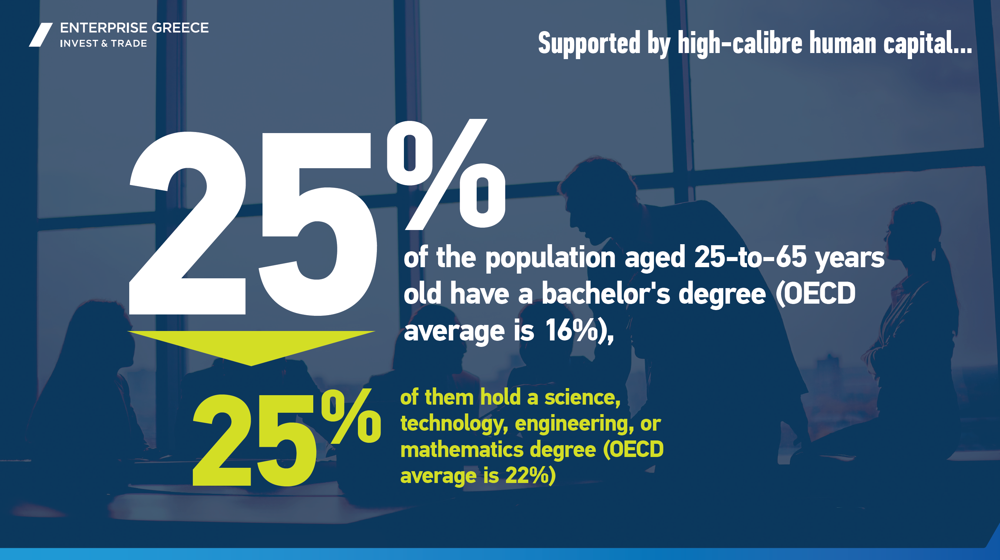 ENTERPRISE GREECE
INVEST & TRADE
Supported by high-calibre human capital...
25%
of the population aged 25-to-65 years
old have a bachelor's degree (OECD
average is 16%),
25%
of them hold a science,
technology, engineering, or
mathematics degree (OECD
average is 22%)